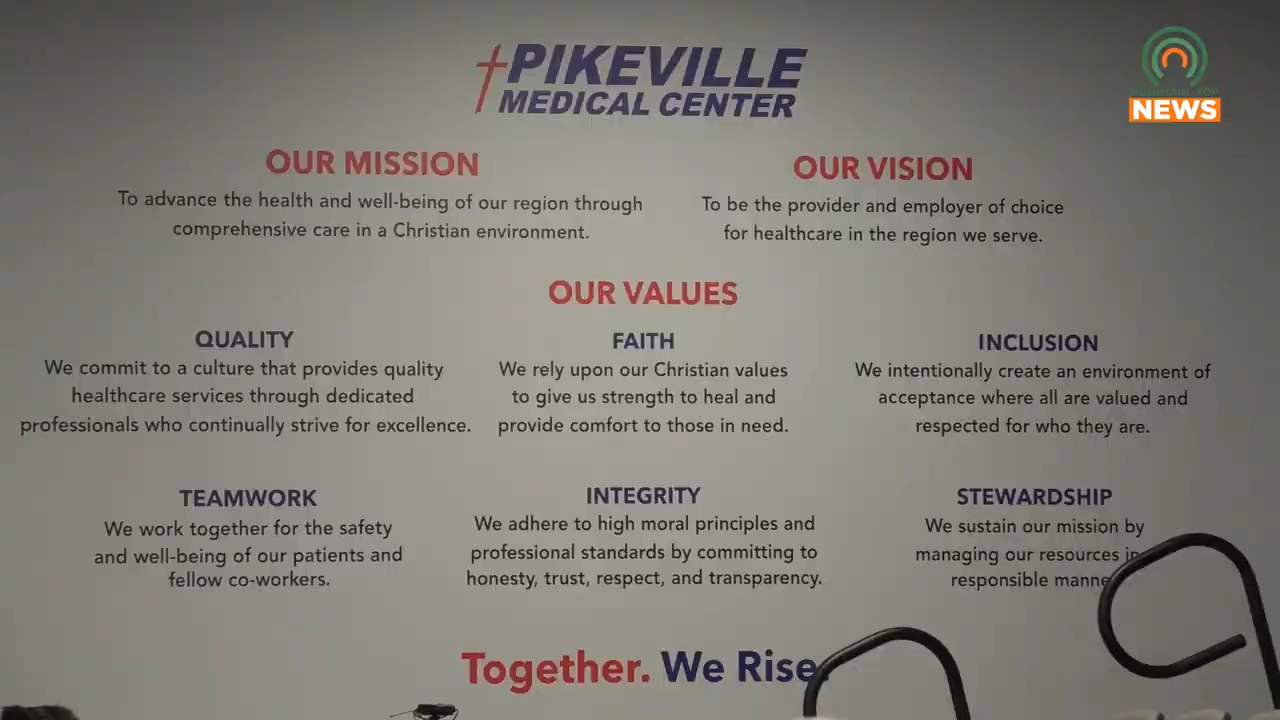 PIKEVILLE
MEDICAL CENTER
MOUNTAIN TOP
NEWS
OUR MISSION
To advance the health and well-being of our region through
comprehensive care in a Christian environment.
OUR VISION
To be the provider and employer of choice
for healthcare in the region we serve.
OUR VALUES
QUALITY
We commit to a culture that provides quality
healthcare services through dedicated
professionals who continually strive for excellence.
FAITH
We rely upon our Christian values
to give us strength to heal and
provide comfort to those in need.
INCLUSION
We intentionally create an environment of
acceptance where all are valued and
respected for who they are.
TEAMWORK
We work together for the safety
and well-being of our patients and
fellow co-workers.
INTEGRITY
We adhere to high moral principles and
professional standards by committing to
honesty, trust, respect, and transparency.
STEWARDSHIP
We sustain our mission by
managing our resources in
responsible manne
Together. We Rise.